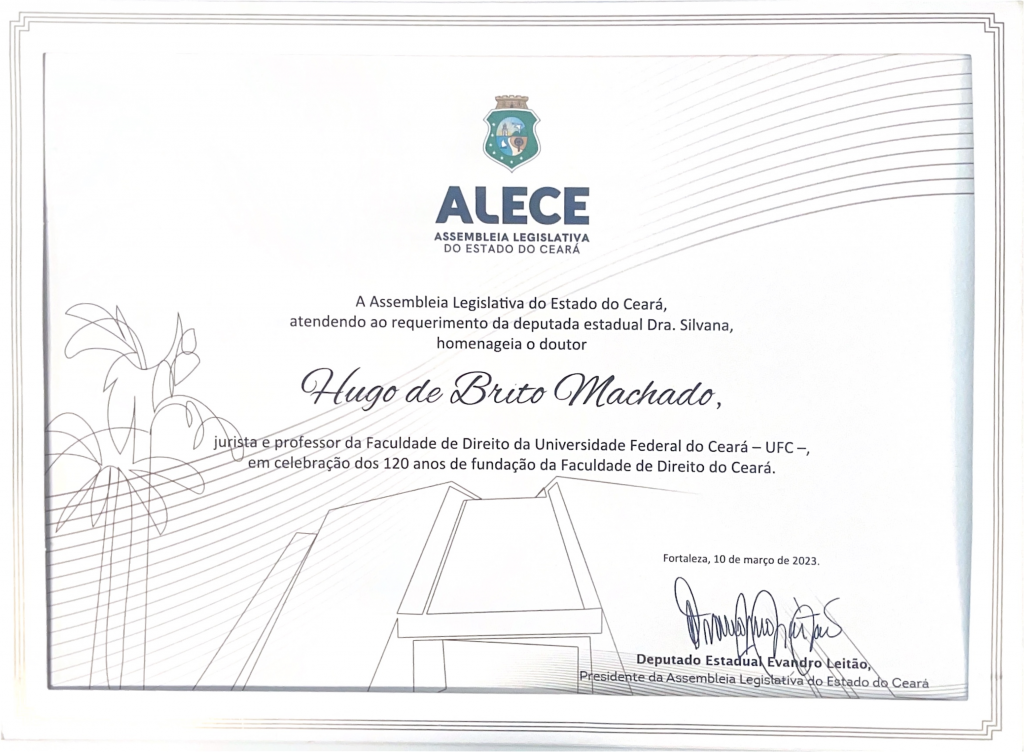 ALECE
ASSEMBLEIA LEGISLATIVA
DO ESTADO DO CEARÁ
A Assembleia Legislativa do Estado do Ceará,
atendendo ao requerimento da deputada estadual Dra. Silvana,
homenageia o doutor
Hugo de Brito Machado,
jurista e professor da Faculdade de Direito da Universidade Federal do Ceará – UFC –,
em celebração dos 120 anos de fundação da Faculdade de Direito do Ceará.
Fortaleza, 10 de março de 2023.
Deputado Estadual Evandro Leitão,
Presidente da Assembleia Legislativa do Estado do Ceará